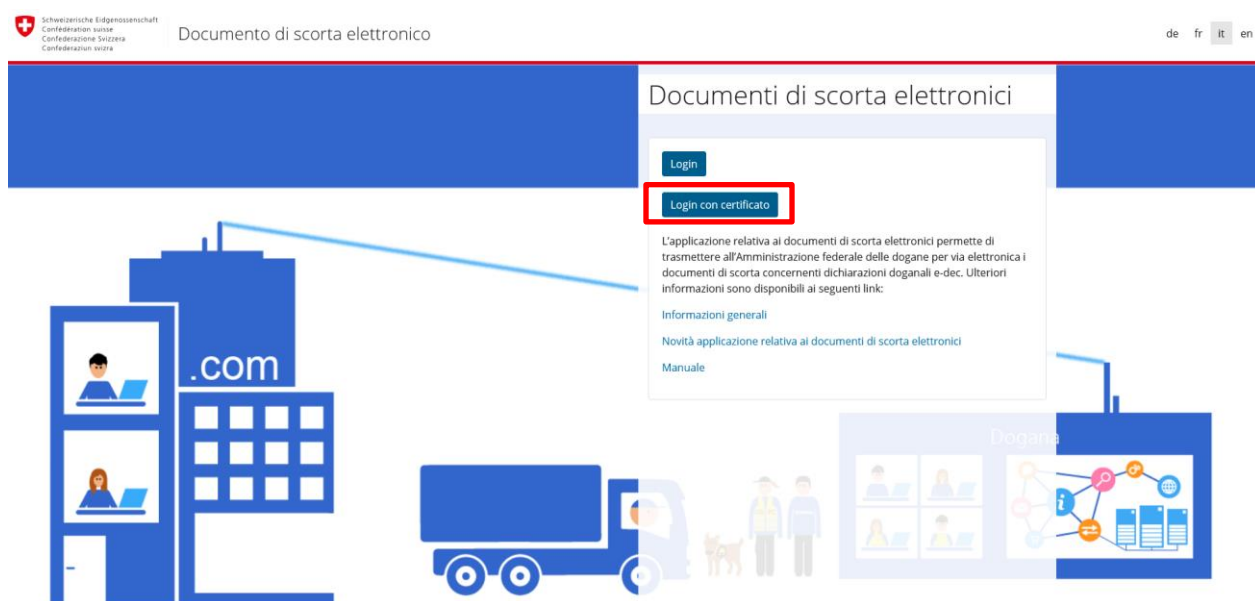 Schweizerische Eidgenossenschaft
Confédération suisse
Confederazione Svizzera
Confederaziun svizra
Documento di scorta elettronico
de fr it en
Documenti di scorta elettronici
Login
Login con certificato
L'applicazione relativa ai documenti di scorta elettronici permette di
trasmettere all'Amministrazione federale delle dogane per via elettronica i
documenti di scorta concernenti dichiarazioni doganali e-dec. Ulteriori
informazioni sono disponibili ai seguenti link:
Informazioni generali
Novità applicazione relativa ai documenti di scorta elettronici
Manuale
.com
Dogana